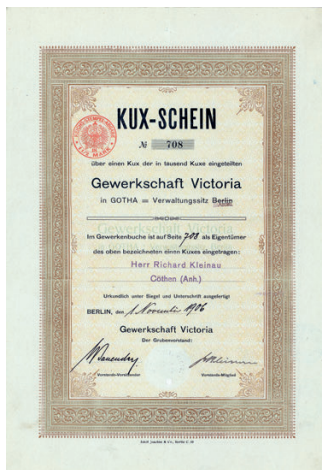 KUX-SCHEIN
№ 708
über einen Kux der in tausend Kuxe eingeteilten
Gewerkschaft Victoria
in GOTHA = Verwaltungssitz Berlin
Im Gewerkenbuche ist auf Seite 708 als Eigentümer
des oben bezeichneten einen Kuxes eingetragen:
Herr Richard Kleinau
Cöthen (Anh.)
Urkundlich unter Siegel und Unterschrift ausgefertigt
BERLIN, den 1. November 1906
Gewerkschaft Victoria
Der Grubenvorstand:
Vorstands-Vorsitzender Vorstands-Mitglied